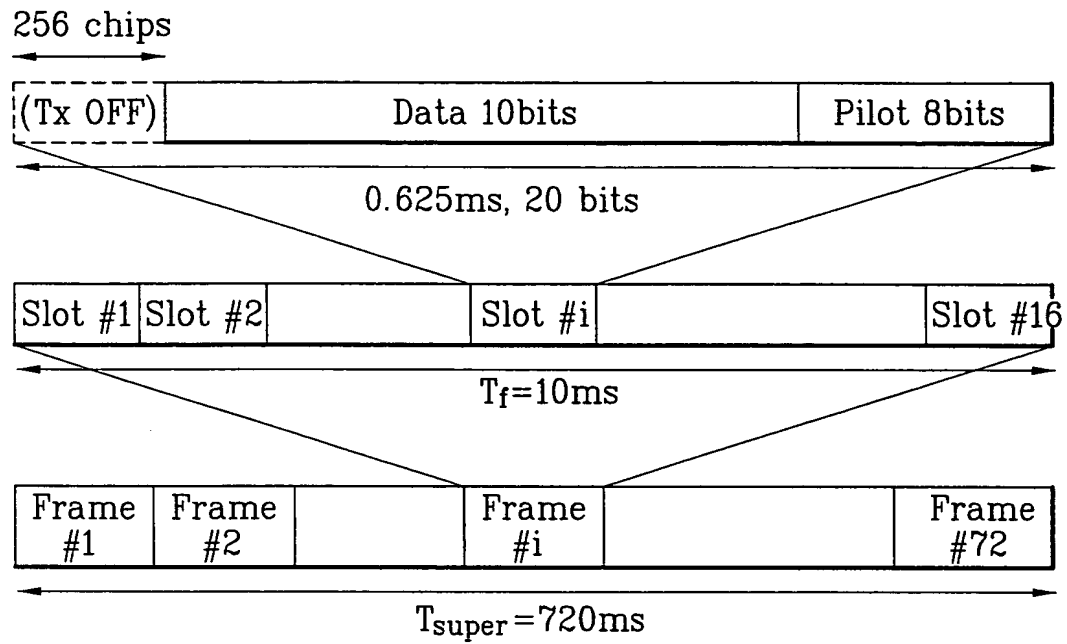 256 chips
(Tx OFF) Data 10bits Pilot 8bits
0.625ms, 20 bits
Slot #1 Slot #2 Slot #i Slot #16
Tf=10ms
Frame #1 Frame #2 Frame #i Frame #72
Tsuper=720ms